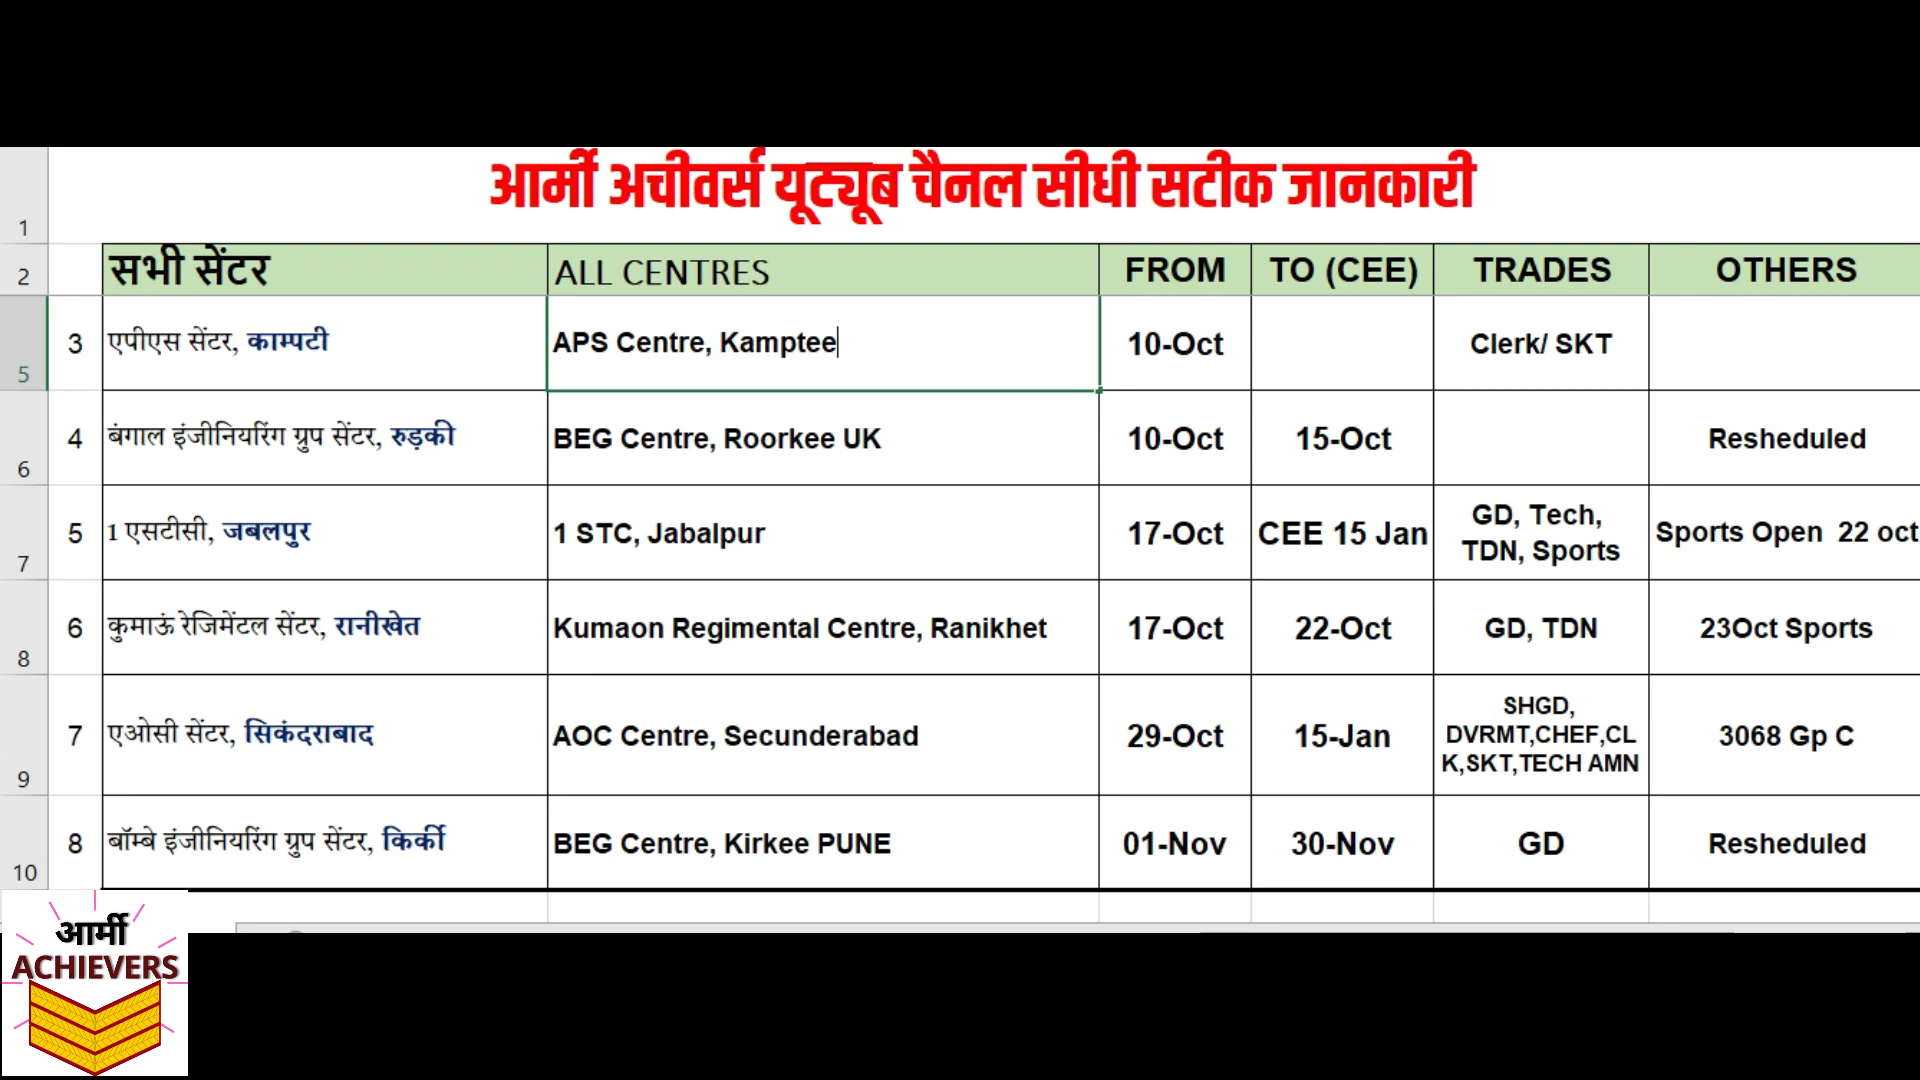 आर्मी अचीवर्स यूट्यूब चैनल सीधी सटीक जानकारी
1
2 सभी सेंटर ALL CENTRES FROM TO (CEE) TRADES OTHERS
5 3 एपीएस सेंटर, काम्पटी APS Centre, Kamptee 10-Oct Clerk/ SKT
6 4 बंगाल इंजीनियरिंग ग्रुप सेंटर, रुड़की BEG Centre, Roorkee UK 10-Oct 15-Oct Resheduled
7 5 1 एसटीसी, जबलपुर 1 STC, Jabalpur 17-Oct CEE 15 Jan GD, Tech,
TDN, Sports Sports Open 22 oct
8 6 कुमाऊं रेजिमेंटल सेंटर, रानीखेत Kumaon Regimental Centre, Ranikhet 17-Oct 22-Oct GD, TDN 23Oct Sports
9 7 एओसी सेंटर, सिकंदराबाद AOC Centre, Secunderabad 29-Oct 15-Jan SHGD,
DVRMT,CHEF,CL
K,SKT,TECH AMN 3068 Gp C
10 8 बॉम्बे इंजीनियरिंग ग्रुप सेंटर, किर्की BEG Centre, Kirkee PUNE 01-Nov 30-Nov GD Resheduled
आर्मी
ACHIEVERS